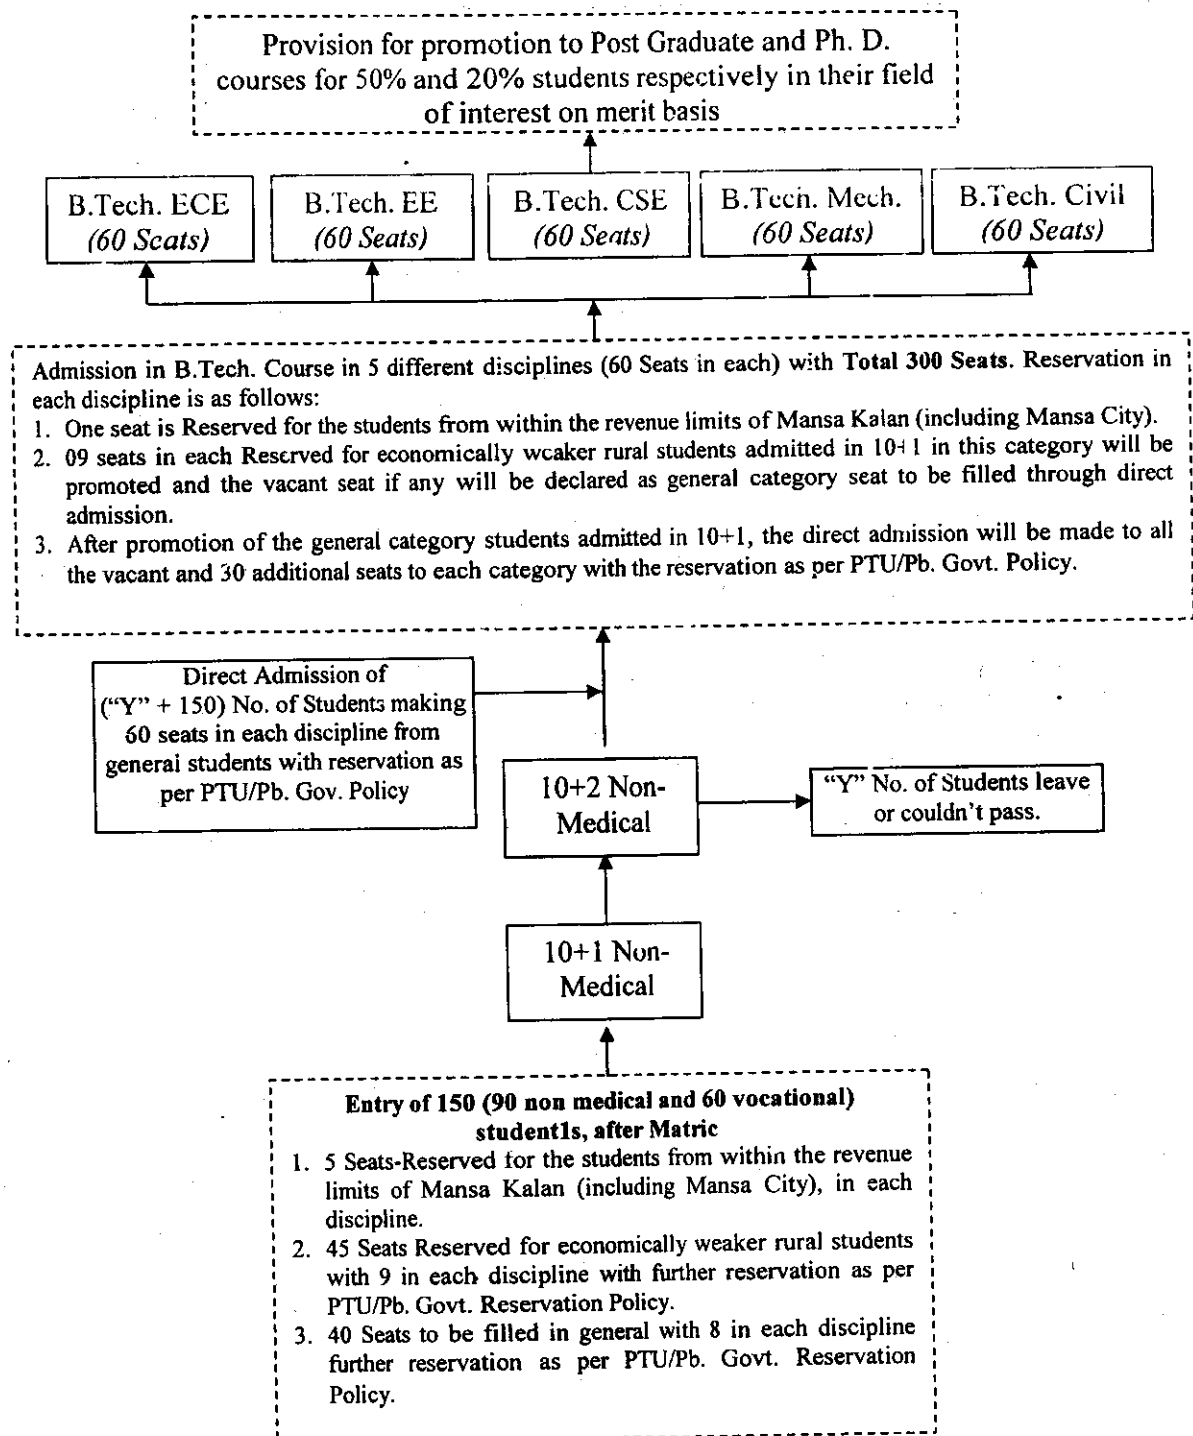 Provision for promotion to Post Graduate and Ph. D.
courses for 50% and 20% students respectively in their field
of interest on merit basis
B.Tech. ECE
(60 Seats)
B.Tech. EE
(60 Seats)
B.Tech. CSE
(60 Seats)
B.Tech. Mech.
(60 Seats)
B.Tech. Civil
(60 Seats)
Admission in B.Tech. Course in 5 different disciplines (60 Seats in each) with Total 300 Seats. Reservation in
each discipline is as follows:
1. One seat is Reserved for the students from within the revenue limits of Mansa Kalan (including Mansa City).
2. 09 seats in each Reserved for economically weaker rural students admitted in 10+1 in this category will be
promoted and the vacant seat if any will be declared as general category seat to be filled through direct
admission.
3. After promotion of the general category students admitted in 10+1, the direct admission will be made to all
the vacant and 30 additional seats to each category with the reservation as per PTU/Pb. Govt. Policy.
Direct Admission of
("Y" + 150) No. of Students making
60 seats in each discipline from
general students with reservation as
per PTU/Pb. Gov. Policy
10+2 Non-
Medical
"Y" No. of Students leave
or couldn't pass.
10+1 Non-
Medical
Entry of 150 (90 non medical and 60 vocational)
student1s, after Matric
1. 5 Seats-Reserved for the students from within the revenue
limits of Mansa Kalan (including Mansa City), in each
discipline.
2. 45 Seats Reserved for economically weaker rural students
with 9 in each discipline with further reservation as per
PTU/Pb. Govt. Reservation Policy.
3. 40 Seats to be filled in general with 8 in each discipline
further reservation as per PTU/Pb. Govt. Reservation
Policy.